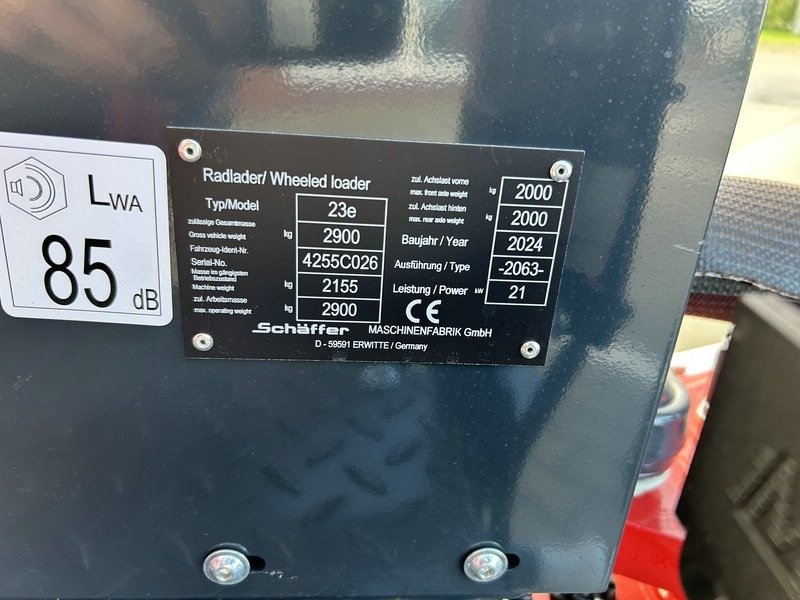 LWA
85 dB
Radlader/ Wheeled loader
Typ/Model 23e
zulässige Gesamtmasse
Gross vehicle weight kg 2900
Fahrzeug-Ident-Nr.
Serial-No. 4255C026
Masse im gängigsten
Betriebszustand
Machine weight kg 2155
zul. Arbeitsmasse
max. operating weight kg 2900
zul. Achslast vorne
max. front axle weight kg 2000
zul. Achslast hinten
max. rear axle weight kg 2000
Baujahr / Year 2024
Ausführung / Type -2063-
Leistung / Power kW 21
CE
Schäffer MASCHINENFABRIK GmbH
D - 59591 ERWITTE / Germany